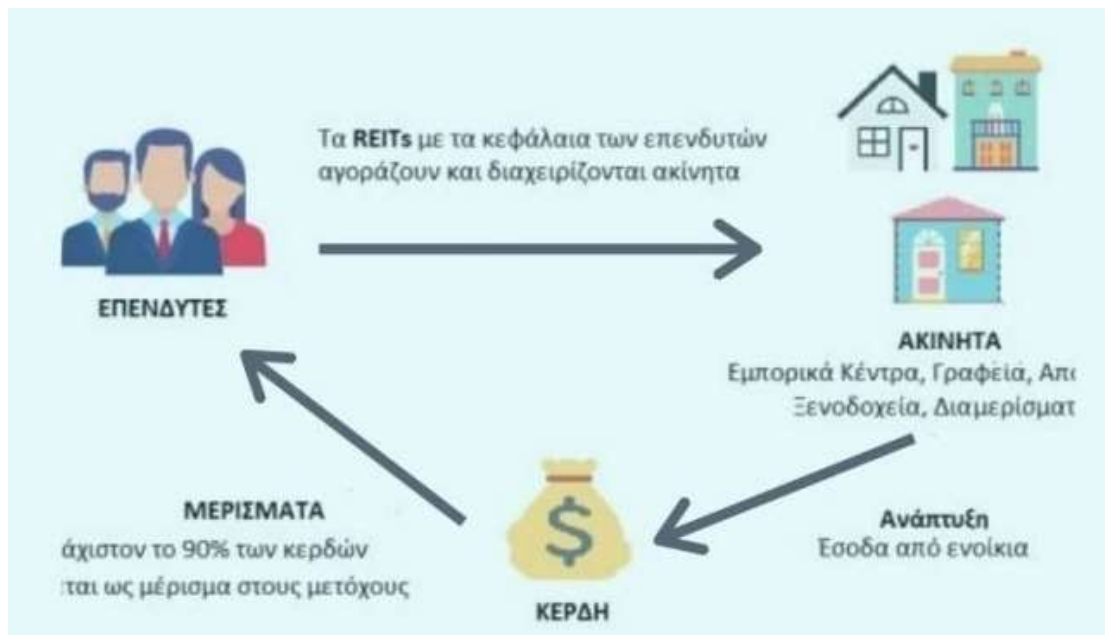 Τα REITs με τα κεφάλαια των επενδυτών
αγοράζουν και διαχειρίζονται ακίνητα
ΕΠΕΝΔΥΤΕΣ
ΑΚΙΝΗΤΑ
Εμπορικά Κέντρα, Γραφεία,
Ξενοδοχεία,
Ανάπτυξη
Έσοδα από ενοίκια
ΜΕΡΙΣΜΑΤΑ
το 90% των κερδών
ως μέρισμα στους μετόχους
$
ΚΕΡΔΗ